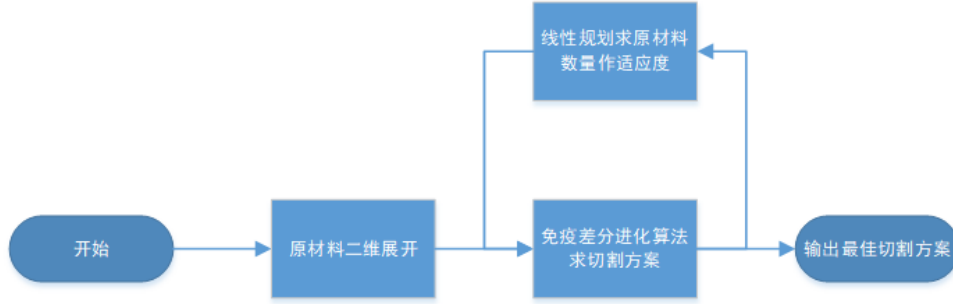 线性规划求原材料
数量作适应度
开始
原材料二维展开
免疫差分进化算法
求切割方案
输出最佳切割方案